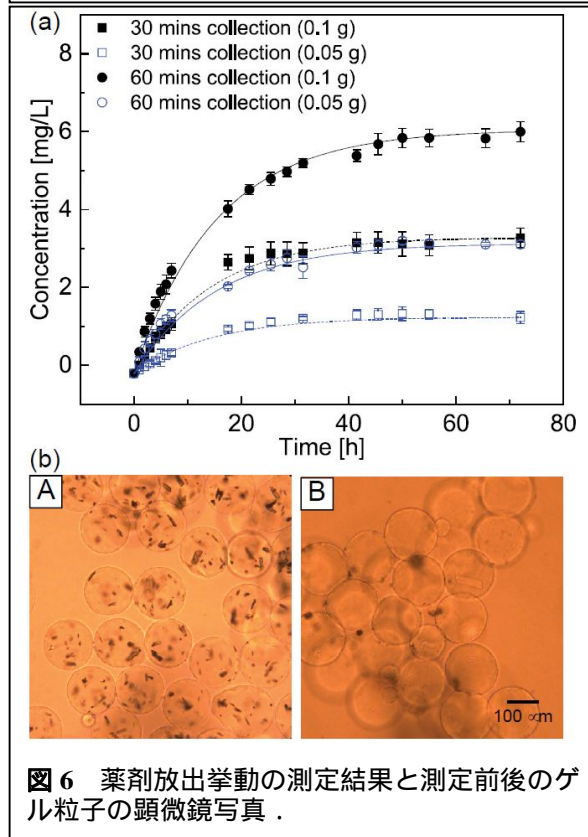 (a)
30 mins collection (0.1 g)
30 mins collection (0.05 g)
60 mins collection (0.1 g)
60 mins collection (0.05 g)
Concentration [mg/L]
8
6
4
2
0
0 20 40 60 80
Time [h]
(b)
A
B
100 ∝m
図 6 薬剤放出挙動の測定結果と測定前後のゲ
ル粒子の顕微鏡写真．